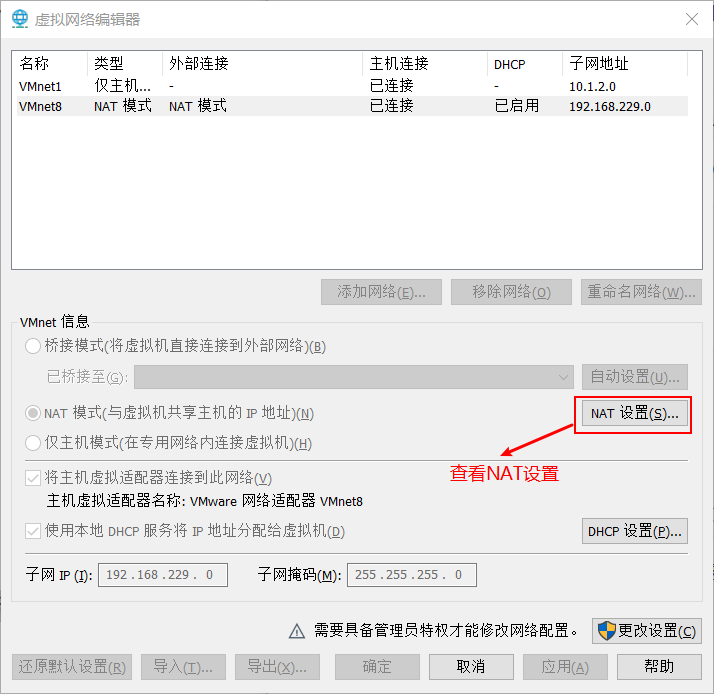 虚拟网络编辑器
名称 类型 外部连接 主机连接 DHCP 子网地址
VMnet1 仅主机... - 已连接 - 10.1.2.0
VMnet8 NAT 模式 NAT 模式 已连接 已启用 192.168.229.0
添加网络(E)... 移除网络(O) 重命名网络(W)...
VMnet 信息
桥接模式(将虚拟机直接连接到外部网络)(B)
已桥接至(G): 自动设置(U)...
NAT 模式(与虚拟机共享主机的 IP 地址)(N) NAT 设置(S)...
仅主机模式(在专用网络内连接虚拟机)(H)
查看NAT设置
将主机虚拟适配器连接到此网络(V)
主机虚拟适配器名称: VMware 网络适配器 VMnet8
使用本地 DHCP 服务将 IP 地址分配给虚拟机(D) DHCP 设置(P)...
子网 IP (I): 192 . 168 . 229 . 0 子网掩码(M): 255 . 255 . 255 . 0
需要具备管理员特权才能修改网络配置。 更改设置(C)
还原默认设置(R) 导入(T)... 导出(X)... 确定 取消 应用(A) 帮助